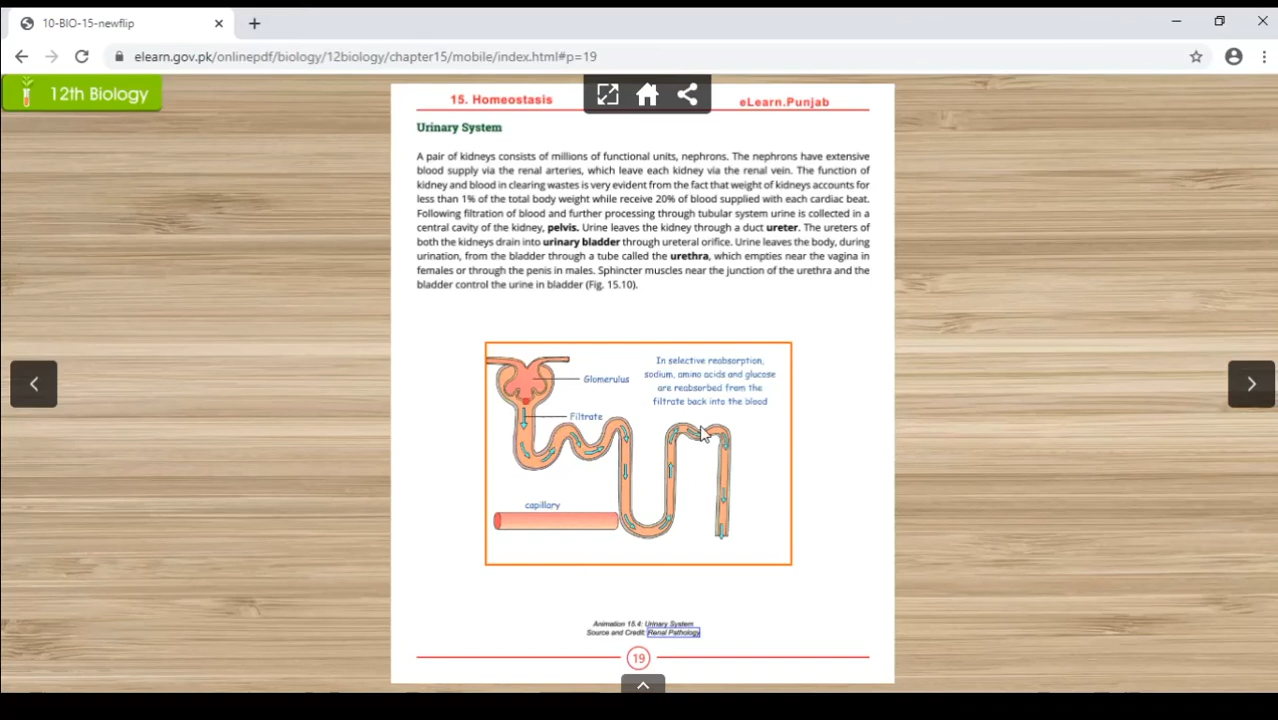 10-BIO-15-newflip
elearn.gov.pk/onlinepdf/biology/12biology/chapter15/mobile/index.html#p=19
12th Biology
15. Homeostasis
eLearn.Punjab
Urinary System
A pair of kidneys consists of millions of functional units, nephrons. The nephrons have extensive
blood supply via the renal arteries, which leave each kidney via the renal vein. The function of
kidney and blood in clearing wastes is very evident from the fact that weight of kidneys accounts for
less than 1% of the total body weight while receive 20% of blood supplied with each cardiac beat.
Following filtration of blood and further processing through tubular system urine is collected in a
central cavity of the kidney, pelvis. Urine leaves the kidney through a duct ureter. The ureters of
both the kidneys drain into urinary bladder through ureteral orifice. Urine leaves the body, during
urination, from the bladder through a tube called the urethra, which empties near the vagina in
females or through the penis in males. Sphincter muscles near the junction of the urethra and the
bladder control the urine in bladder (Fig. 15.10).
In selective reabsorption,
sodium, amino acids and glucose
are reabsorbed from the
filtrate back into the blood
Glomerulus
Filtrate
capillary
Animation 15.4: Urinary System
Source and Credit: Renal Pathology
19